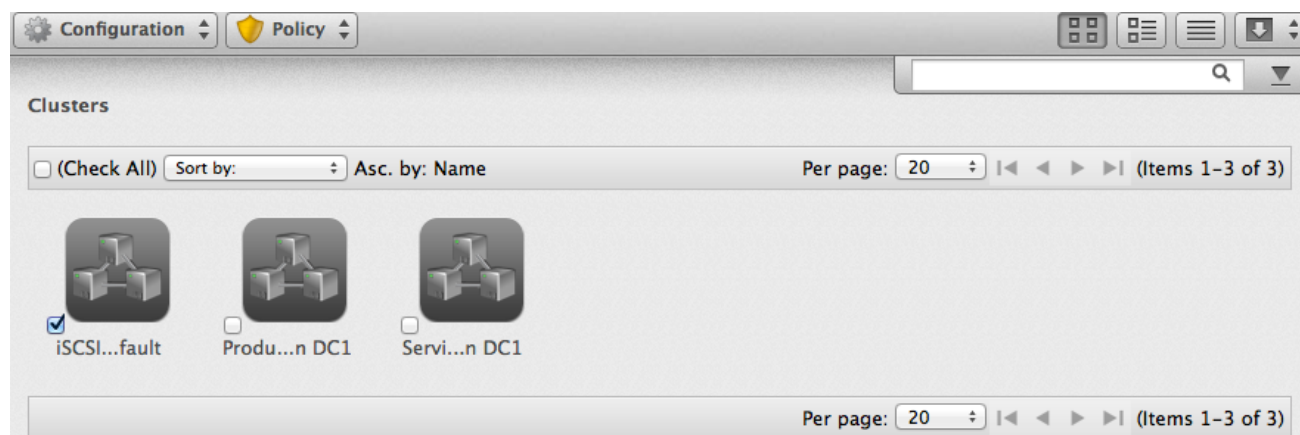 Configuration Policy
Clusters
(Check All) Sort by: Asc. by: Name Per page: 20 (Items 1-3 of 3)
iSCSI...fault Produ...n DC1 Servi...n DC1
Per page: 20 (Items 1-3 of 3)